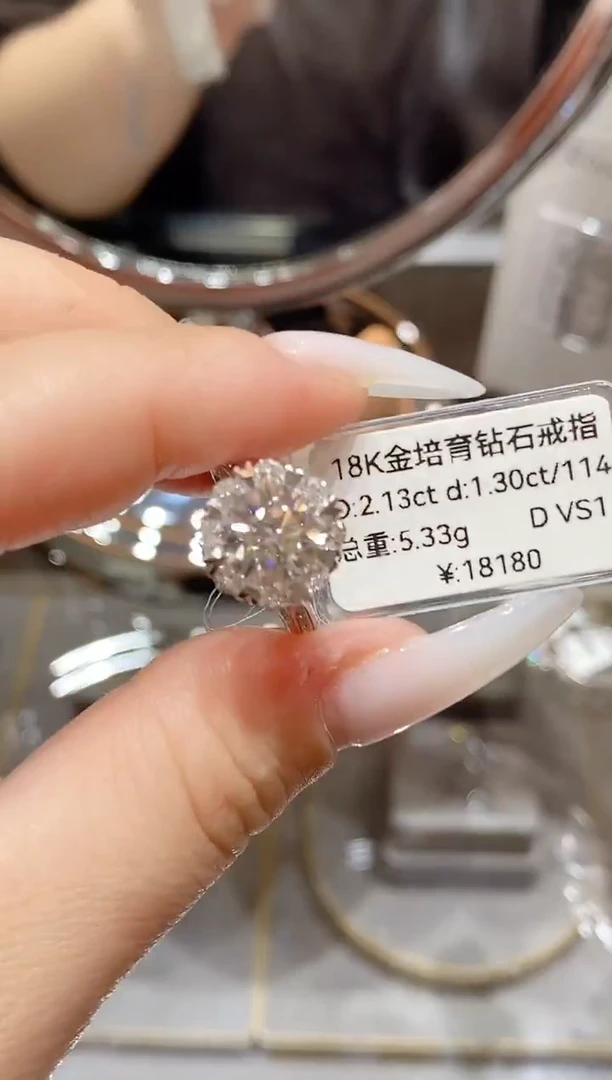 18K金培育钻石戒指
D:2.13ct d:1.30ct/114
总重:5.33g D VS1
¥:18180